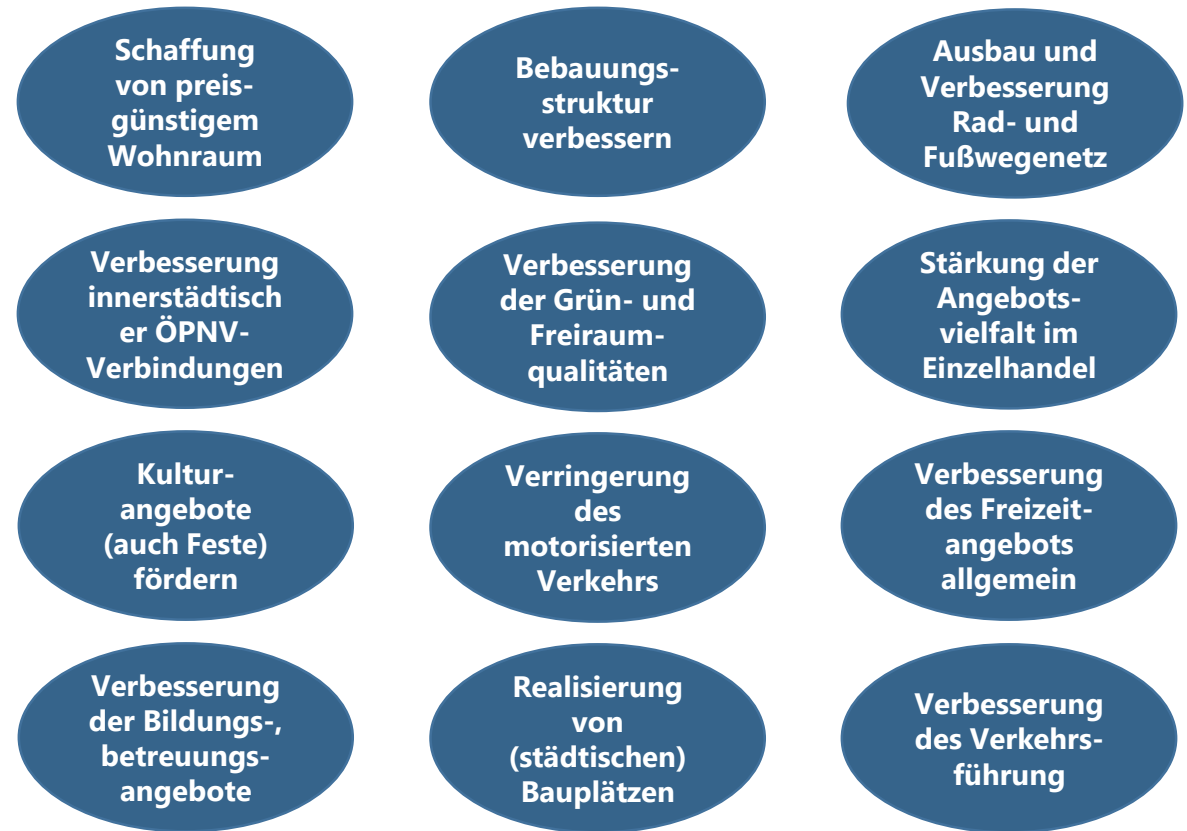 Schaffung
von preis-
günstigem
Wohnraum
Bebauungs-
struktur
verbessern
Ausbau und
Verbesserung
Rad- und
Fußwegenetz
Verbesserung
innerstädtisch
er ÖPNV-
Verbindungen
Verbesserung
der Grün- und
Freiraum-
qualitäten
Stärkung der
Angebots-
vielfalt im
Einzelhandel
Kultur-
angebote
(auch Feste)
fördern
Verringerung
des
motorisierten
Verkehrs
Verbesserung
des Freizeit-
angebots
allgemein
Verbesserung
der Bildungs-,
betreuungs-
angebote
Realisierung
von
(städtischen)
Bauplätzen
Verbesserung
des Verkehrs-
führung